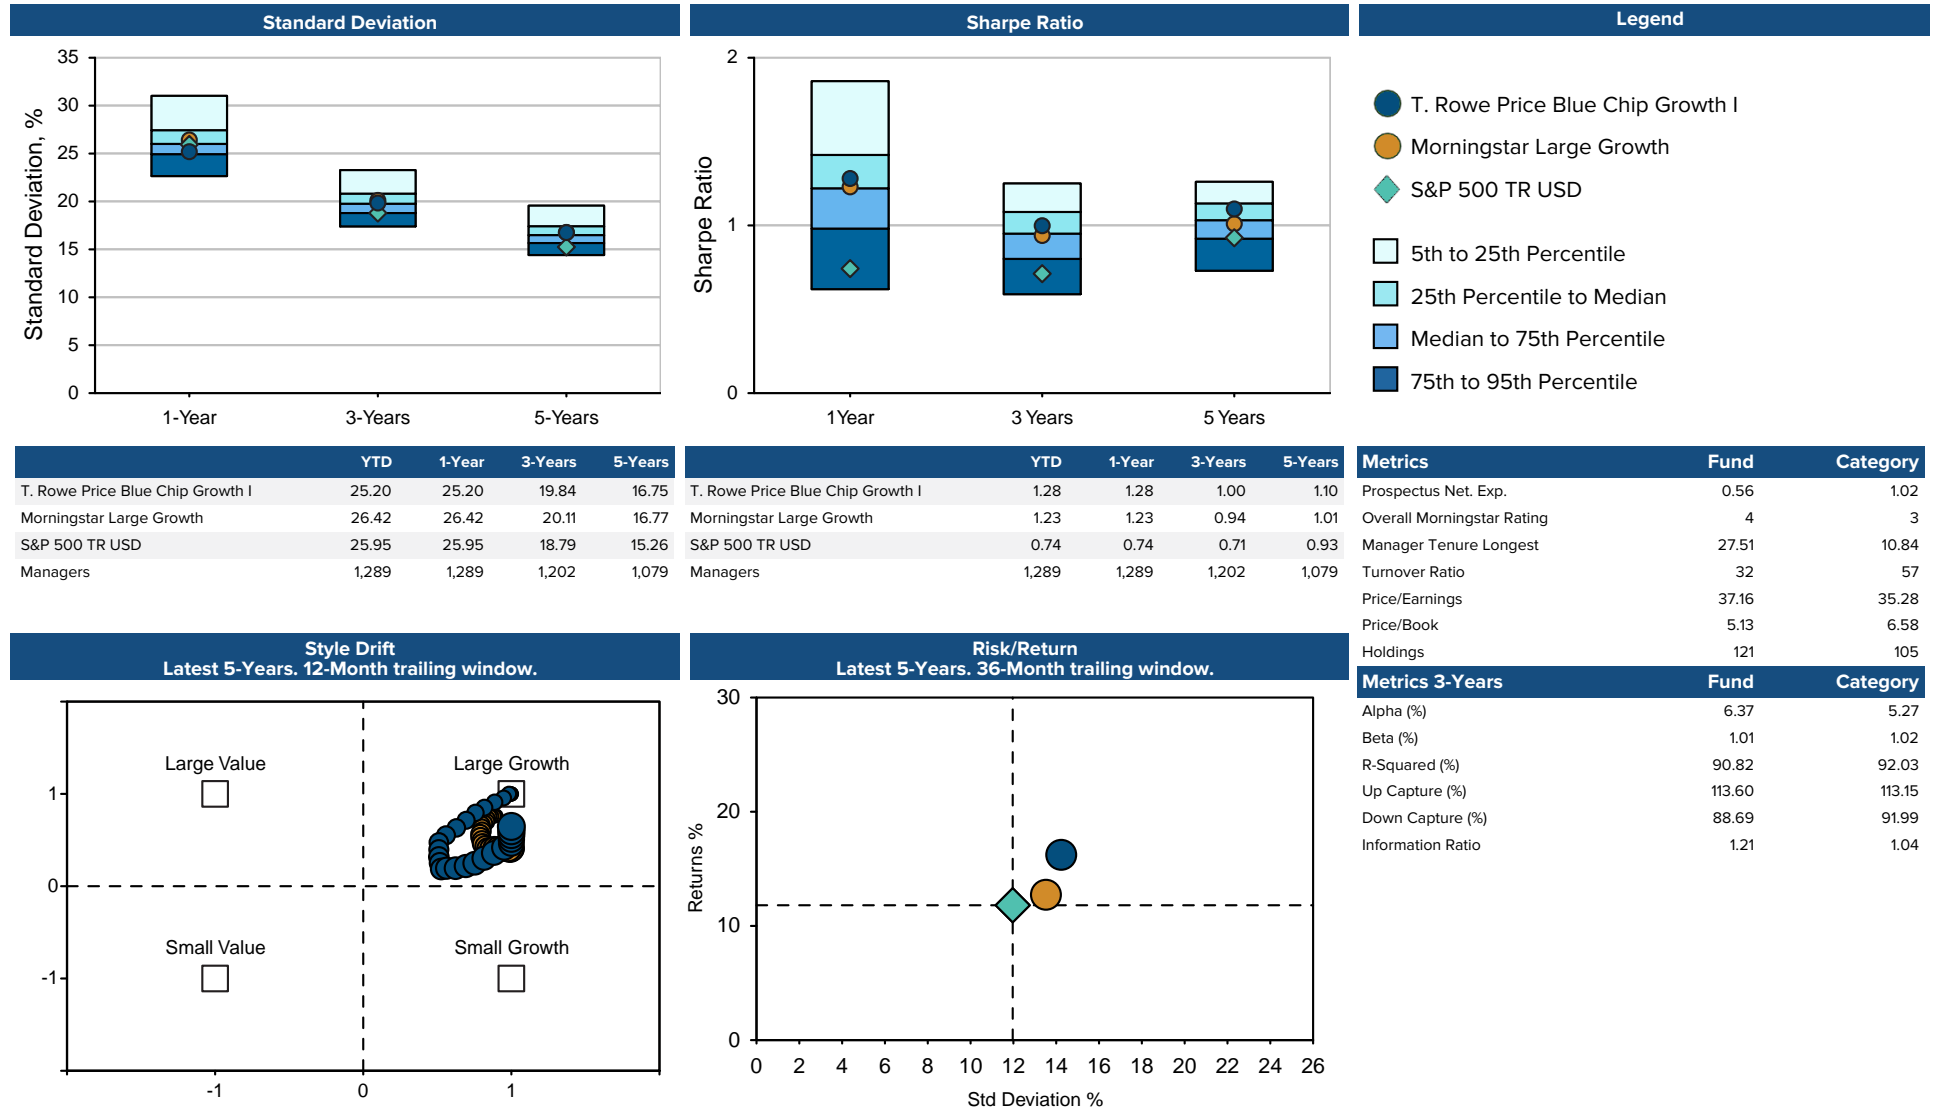 Standard Deviation
35
30
25
20
15
10
5
0
Standard Deviation, %
1-Year 3-Years 5-Years
Sharpe Ratio
2
1
0
Sharpe Ratio
1Year 3 Years 5 Years
Legend
T. Rowe Price Blue Chip Growth I
Morningstar Large Growth
S&P 500 TR USD
5th to 25th Percentile
25th Percentile to Median
Median to 75th Percentile
75th to 95th Percentile
YTD 1-Year 3-Years 5-Years
T. Rowe Price Blue Chip Growth I 25.20 25.20 19.84 16.75
Morningstar Large Growth 26.42 26.42 20.11 16.77
S&P 500 TR USD 25.95 25.95 18.79 15.26
Managers 1,289 1,289 1,202 1,079
YTD 1-Year 3-Years 5-Years
T. Rowe Price Blue Chip Growth I 1.28 1.28 1.00 1.10
Morningstar Large Growth 1.23 1.23 0.94 1.01
S&P 500 TR USD 0.74 0.74 0.71 0.93
Managers 1,289 1,289 1,202 1,079
Metrics Fund Category
Prospectus Net. Exp. 0.56 1.02
Overall Morningstar Rating 4 3
Manager Tenure Longest 27.51 10.84
Turnover Ratio 32 57
Price/Earnings 37.16 35.28
Price/Book 5.13 6.58
Holdings 121 105
Metrics 3-Years Fund Category
Alpha (%) 6.37 5.27
Beta (%) 1.01 1.02
R-Squared (%) 90.82 92.03
Up Capture (%) 113.60 113.15
Down Capture (%) 88.69 91.99
Information Ratio 1.21 1.04
Style Drift
Latest 5-Years. 12-Month trailing window.
Large Value Large Growth
1
0
Small Value Small Growth
-1
-1 0 1
Risk/Return
Latest 5-Years. 36-Month trailing window.
30
20
10
0
Returns %
0 2 4 6 8 10 12 14 16 18 20 22 24 26
Std Deviation %